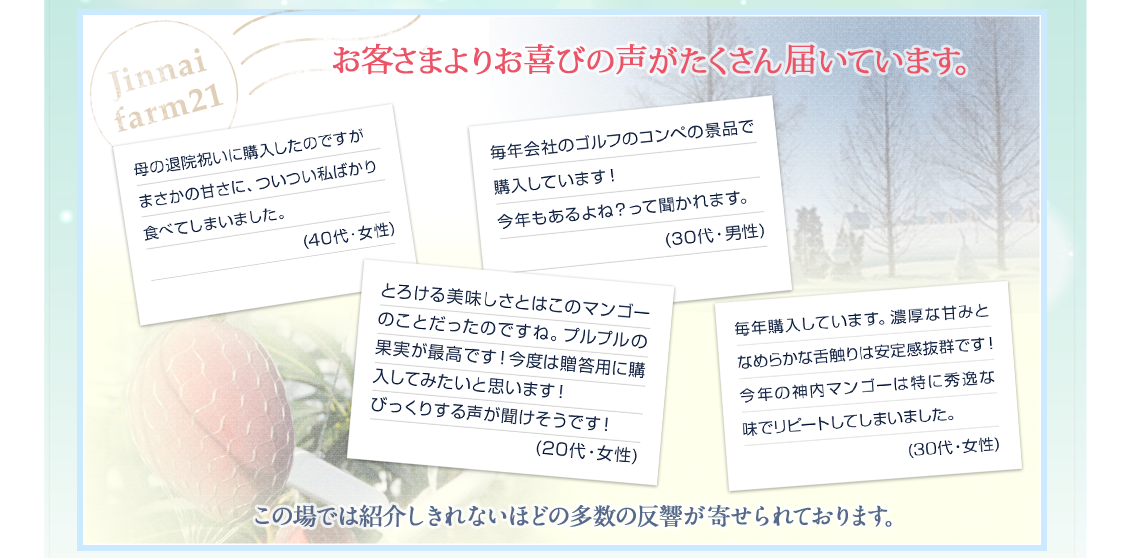 お客さまよりお喜びの声がたくさん届いています。
Jinnai
farm21
母の退院祝いに購入したのですが
まさかの甘さに、ついつい私ばかり
食べてしまいました。
(40代・女性)
毎年会社のゴルフのコンペの景品で
購入しています！
今年もあるよね？って聞かれます。
(30代・男性)
とろける美味しさとはこのマンゴー
のことだったのですね。プルプルの
果実が最高です！今度は贈答用に購
入してみたいと思います！
びっくりする声が聞けそうです！
(20代・女性)
毎年購入しています。濃厚な甘みと
なめらかな舌触りは安定感抜群です！
今年の神内マンゴーは特に秀逸な
味でリピートしてしまいました。
(30代・女性)
この場では紹介しきれないほどの多数の反響が寄せられております。